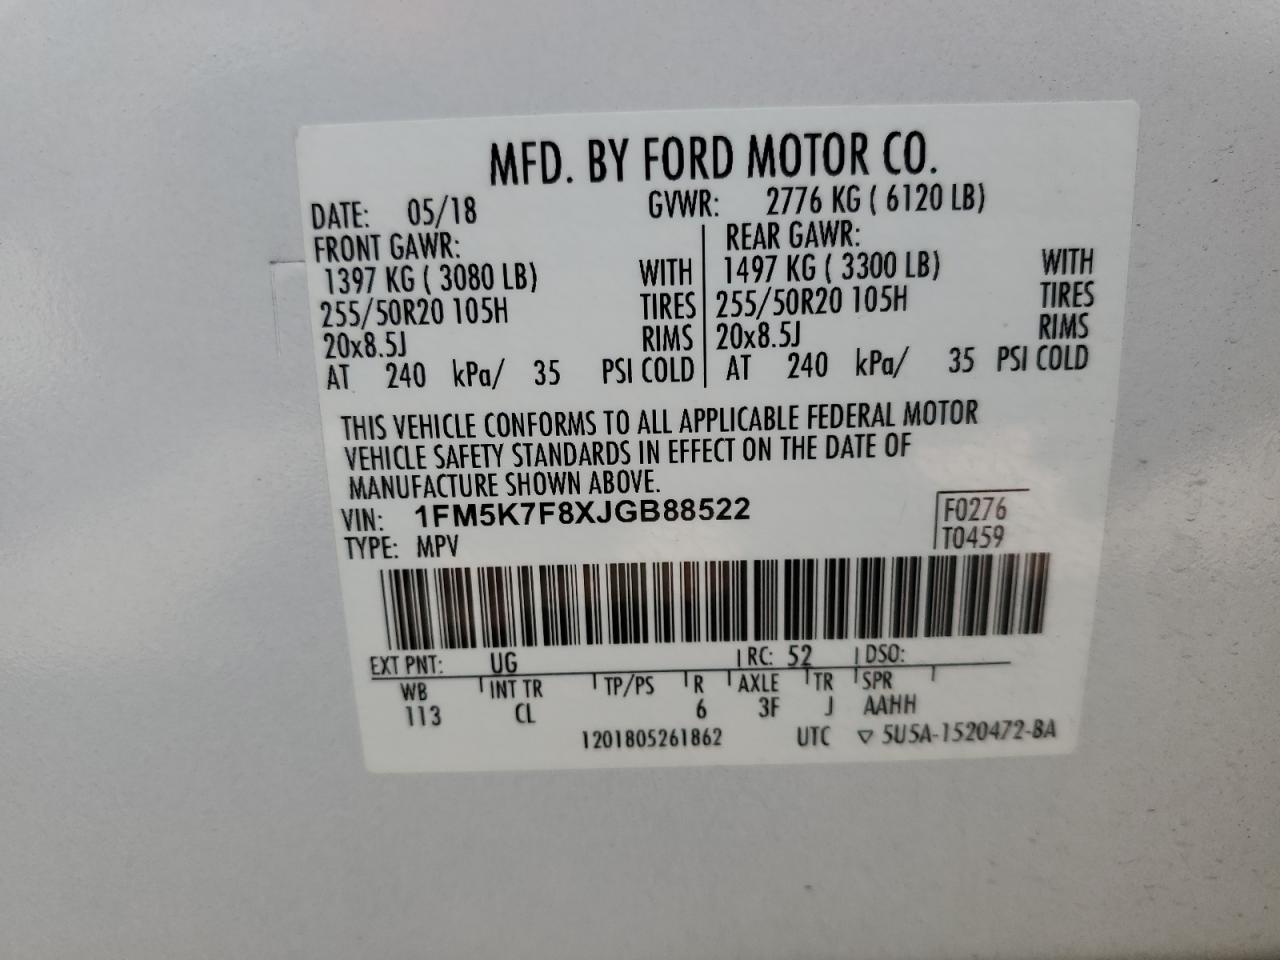 MFD. BY FORD MOTOR CO.
DATE: 05/18 GVWR: 2776 KG ( 6120 LB)
FRONT GAWR: REAR GAWR:
1397 KG ( 3080 LB) WITH 1497 KG ( 3300 LB) WITH
255/50R20 105H TIRES 255/50R20 105H TIRES
20x8.5J RIMS 20x8.5J RIMS
AT 240 kPa/ 35 PSI COLD AT 240 kPa/ 35 PSI COLD
THIS VEHICLE CONFORMS TO ALL APPLICABLE FEDERAL MOTOR
VEHICLE SAFETY STANDARDS IN EFFECT ON THE DATE OF
MANUFACTURE SHOWN ABOVE.
VIN: 1FM5K7F8XJGB88522 F0276
TYPE: MPV T0459
EXT PNT: UG RC: 52 DSO:
WB INT TR TP/PS R AXLE TR SPR
113 CL 6 3F J AAHH
1201805261862 UTC ▽ 5U5A-1520472-BA